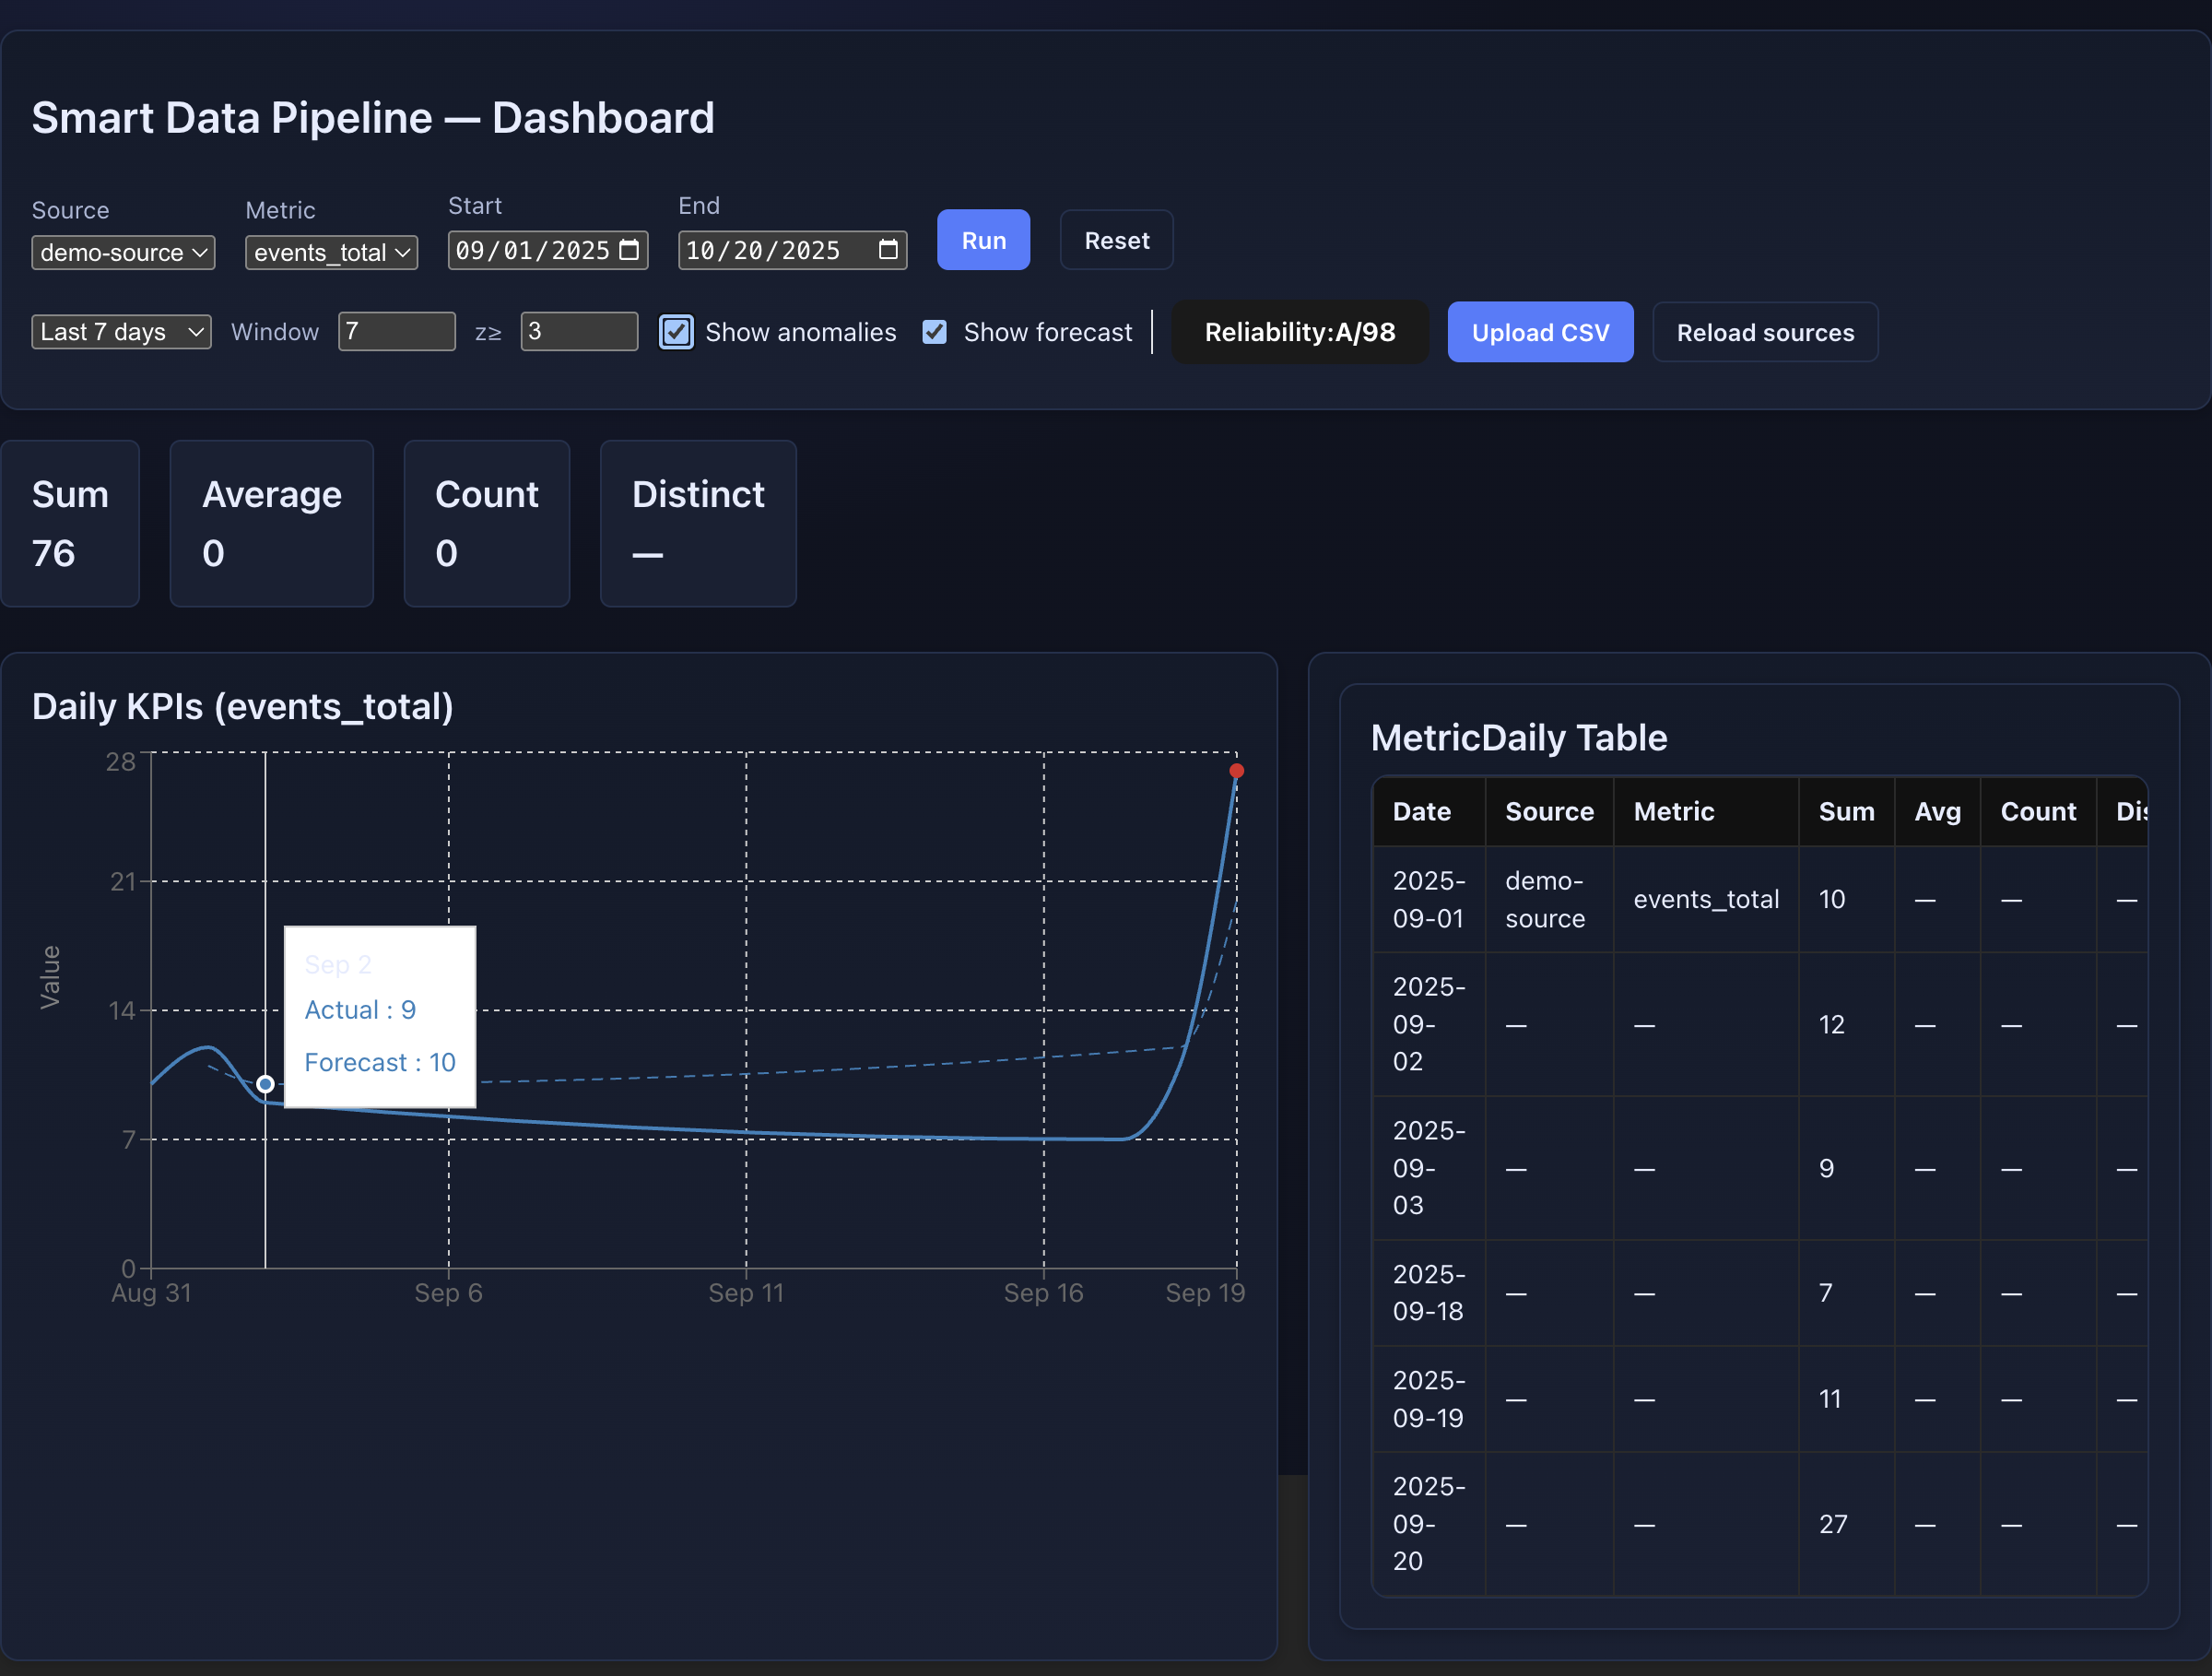 Smart Data Pipeline — Dashboard
Source Metric Start End
demo-source events_total 09/01/2025 10/20/2025 Run Reset
Last 7 days Window 7 z≥ 3 Show anomalies Show forecast Reliability:A/98 Upload CSV Reload sources
Sum Average Count Distinct
76 0 0 —
Daily KPIs (events_total)
28
21
14
7
0
Value
Aug 31 Sep 6 Sep 11 Sep 16 Sep 19
Sep 2
Actual : 9
Forecast : 10
MetricDaily Table
Date Source Metric Sum Avg Count Dis
2025-
09-01
demo-
source
events_total 10 — — —
2025-
09-
02
— — 12 — — —
2025-
09-
03
— — 9 — — —
2025-
09-18
— — 7 — — —
2025-
09-19
— — 11 — — —
2025-
09-
20
— — 27 — — —